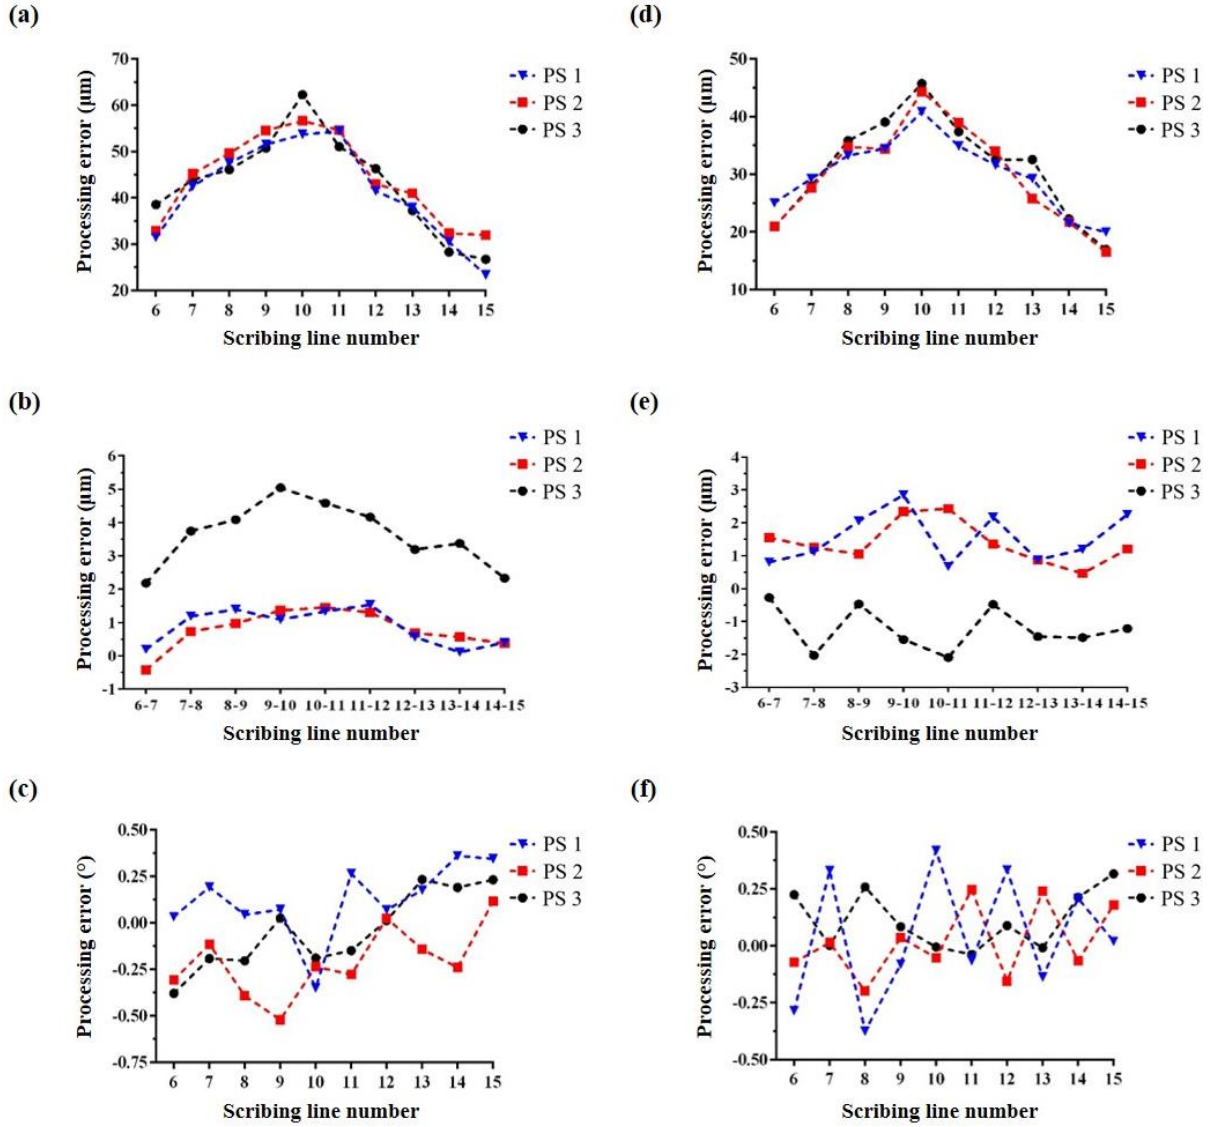 (a)
Processing error (μm)
70
60
50
40
30
20
6 7 8 9 10 11 12 13 14 15
Scribing line number
PS 1
PS 2
PS 3
(d)
Processing error (μm)
50
40
30
20
10
6 7 8 9 10 11 12 13 14 15
Scribing line number
PS 1
PS 2
PS 3
(b)
Processing error (μm)
6
5
4
3
2
1
0
-1
6-7 7-8 8-9 9-10 10-11 11-12 12-13 13-14 14-15
Scribing line number
PS 1
PS 2
PS 3
(e)
Processing error (μm)
4
3
2
1
0
-1
-2
-3
6-7 7-8 8-9 9-10 10-11 11-12 12-13 13-14 14-15
Scribing line number
PS 1
PS 2
PS 3
(c)
Processing error (°)
0.50
0.25
0.00
-0.25
-0.50
-0.75
6 7 8 9 10 11 12 13 14 15
Scribing line number
PS 1
PS 2
PS 3
(f)
Processing error (°)
0.50
0.25
0.00
-0.25
-0.50
6 7 8 9 10 11 12 13 14 15
Scribing line number
PS 1
PS 2
PS 3